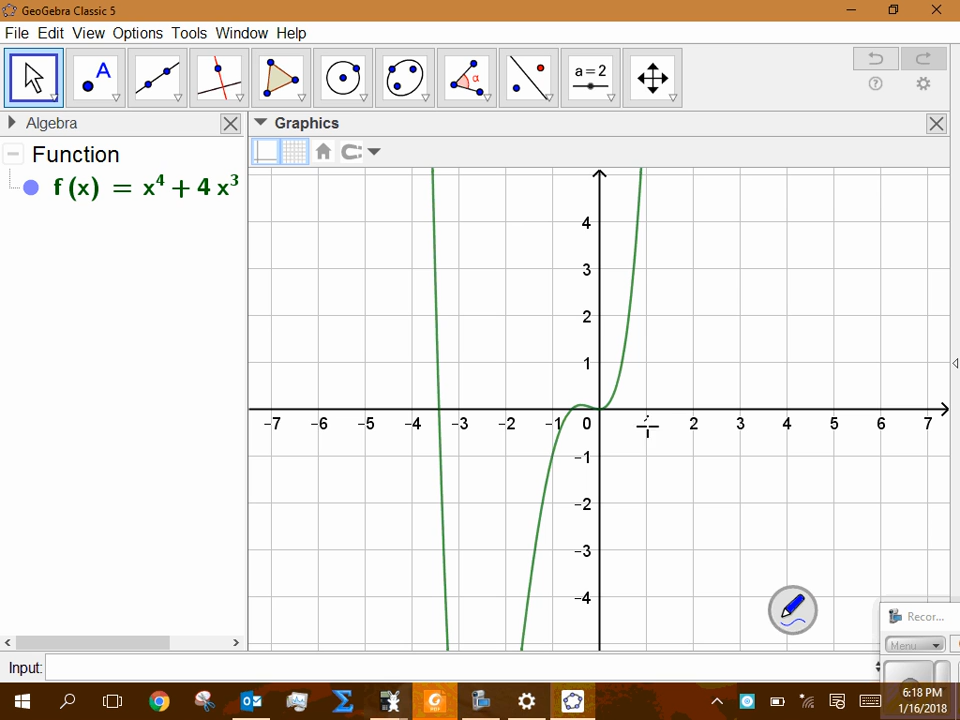 GeoGebra Classic 5
File Edit View Options Tools Window Help
A
α
a = 2
Algebra
Graphics
Function
f (x) = x⁴ + 4 x³
4
3
2
1
−7 −6 −5 −4 −3 −2 −1 0 2 3 4 5 6 7
−1
−2
−3
−4
Recor...
Menu
Input:
6:18 PM
1/16/2018